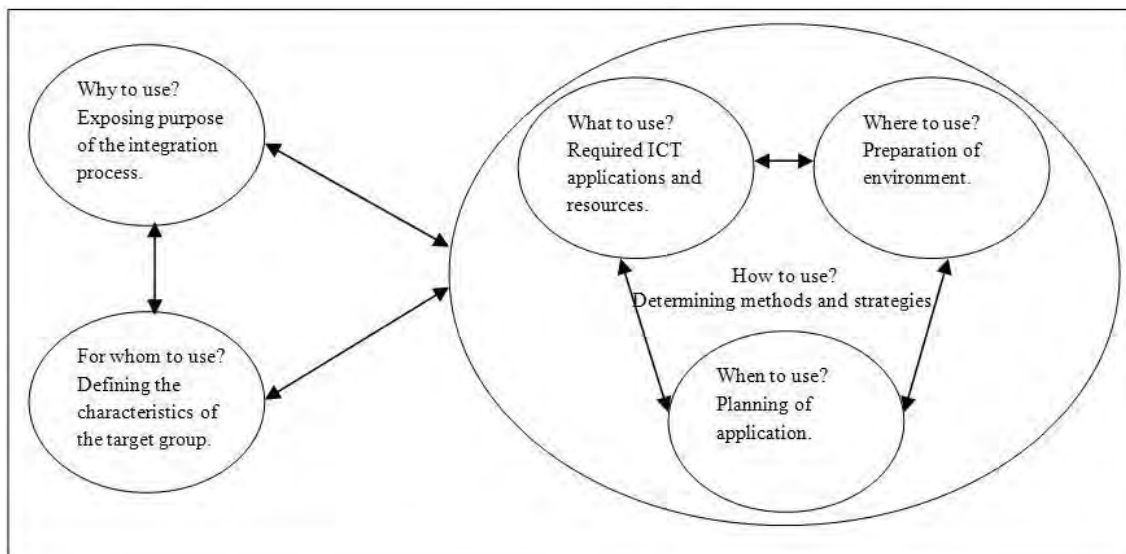 Why to use?
Exposing purpose
of the integration
process.
For whom to use?
Defining the
characteristics of
the target group.
What to use?
Required ICT
applications and
resources.
Where to use?
Preparation of
environment.
How to use?
Determining methods and strategies
When to use?
Planning of
application.